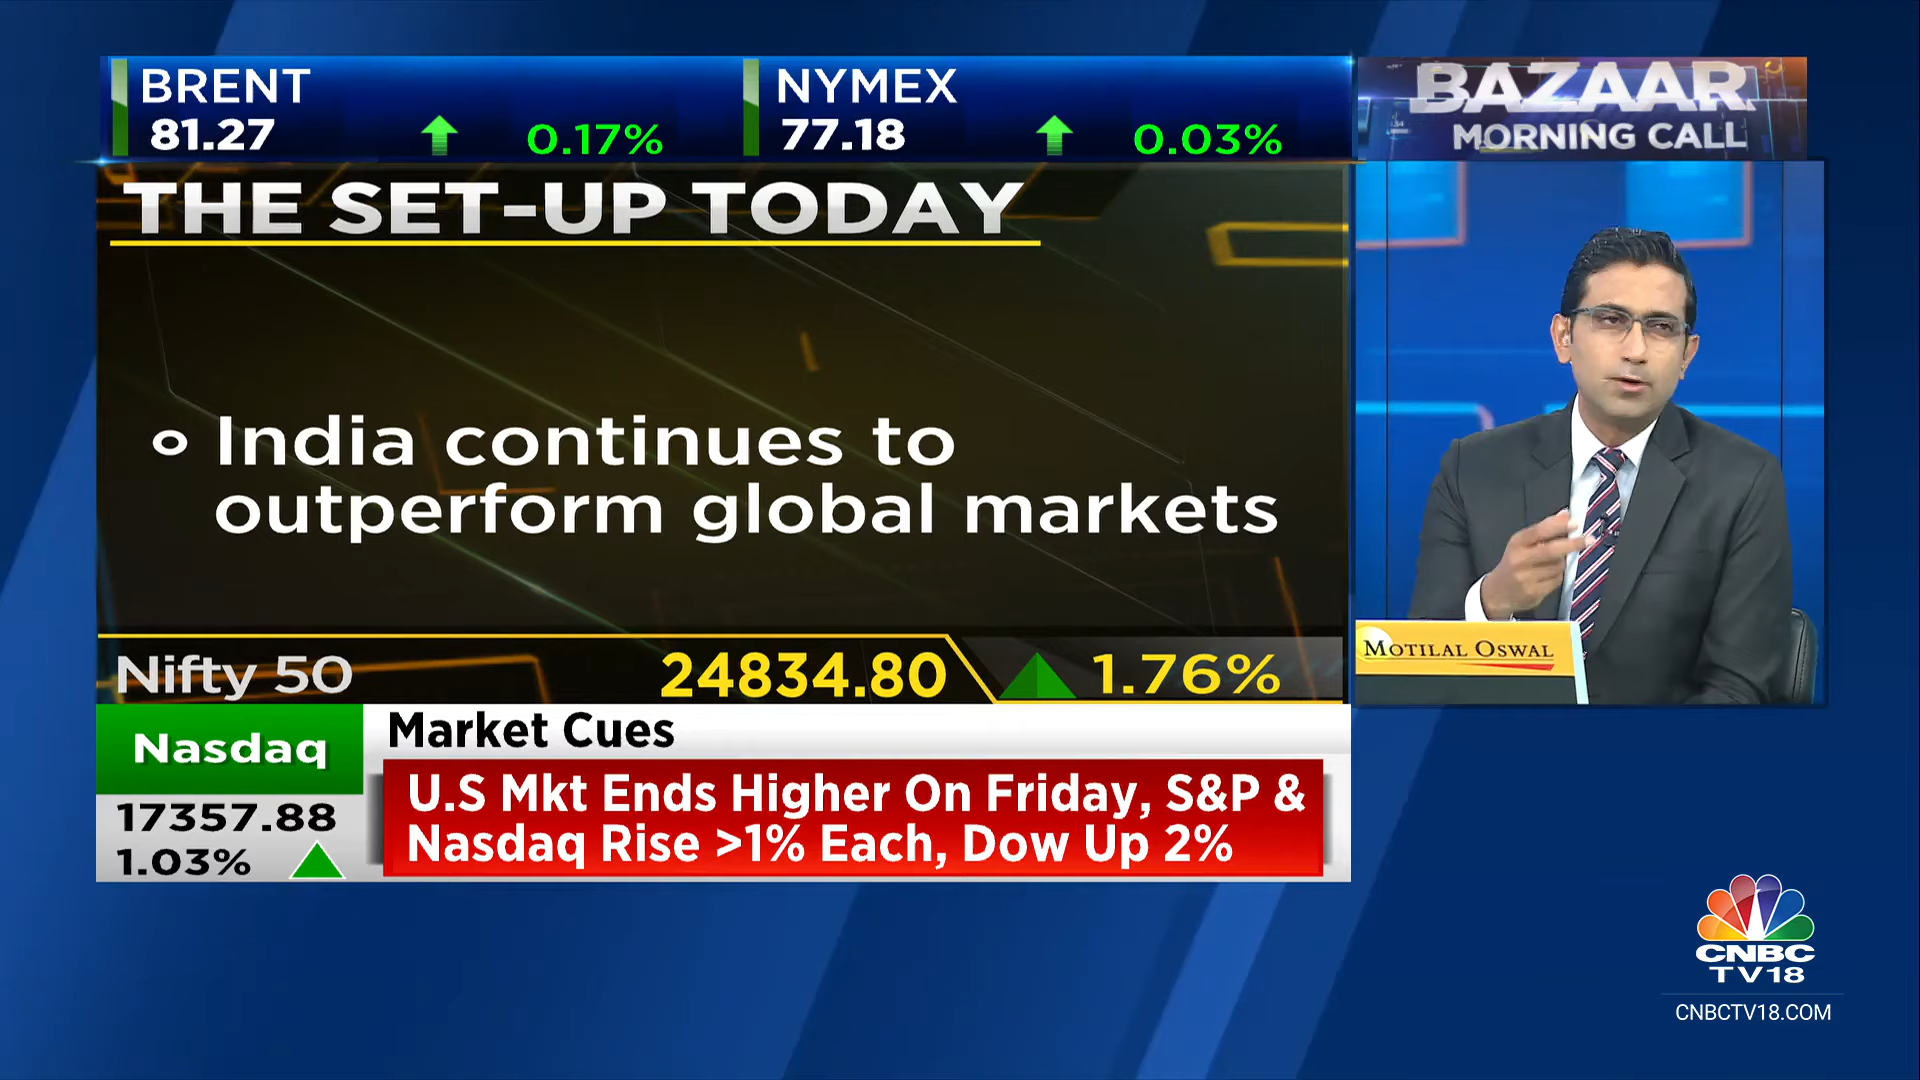 BRENT
81.27 0.17%
NYMEX
77.18 0.03%
BAZAAR
MORNING CALL
THE SET-UP TODAY
India continues to
outperform global markets
MOTILAL OSWAL
Nifty 50 24834.80 1.76%
Nasdaq
17357.88
1.03%
Market Cues
U.S Mkt Ends Higher On Friday, S&P &
Nasdaq Rise >1% Each, Dow Up 2%
CNBC
TV18
CNBCTV18.COM